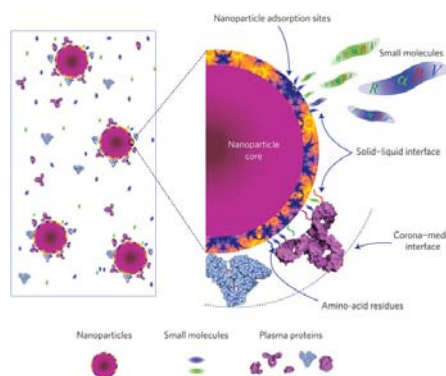 Nanoparticle adsorption sites
Small molecules
Nanoparticle
core
Solid-liquid interface
Corona-med
interface
Amino-acid residues
Nanoparticles
Small molecules
Plasma proteins